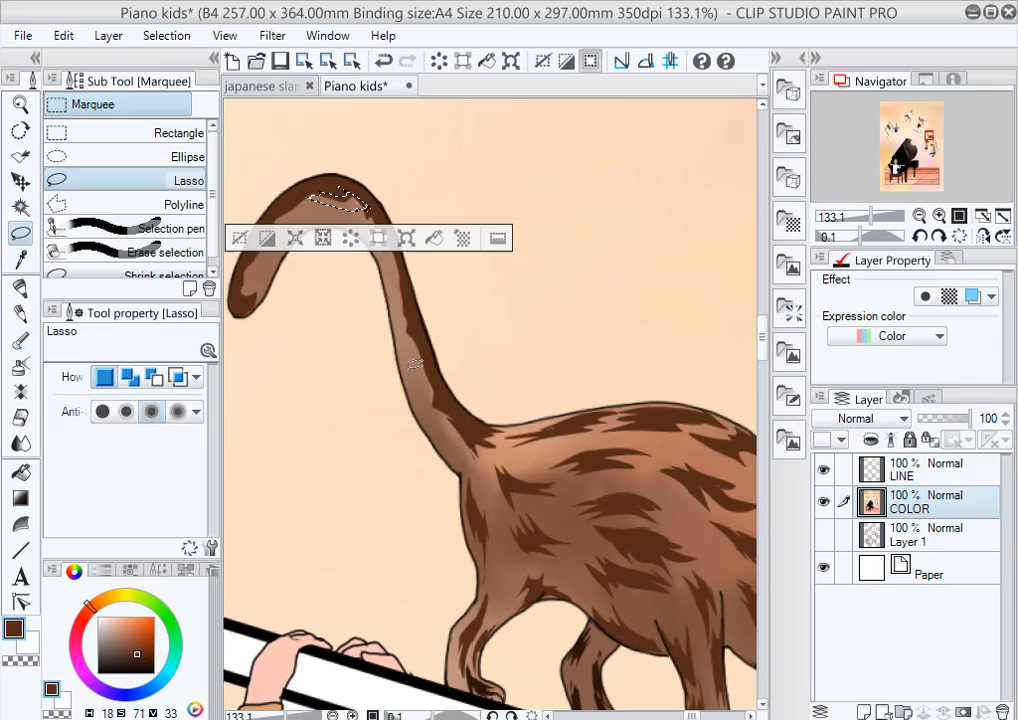 Piano kids* (B4 257.00 x 364.00mm Binding size:A4 Size 210.00 x 297.00mm 350dpi 133.1%) - CLIP STUDIO PAINT PRO
File Edit Layer Selection View Filter Window Help
Sub Tool [Marquee]
Marquee
Rectangle
Ellipse
Lasso
Polyline
Selection pen
Erase selection
Shrink selection
Tool property [Lasso]
Lasso
How
Anti-
H 18 S 71 V 33
japanese slan
Piano kids*
133.1
0.1
Navigator
133.1
0.1
Layer Property
Effect
Expression color
Color
Layer
Normal 100
100 % Normal
LINE
100 % Normal
COLOR
100 % Normal
Layer 1
Paper